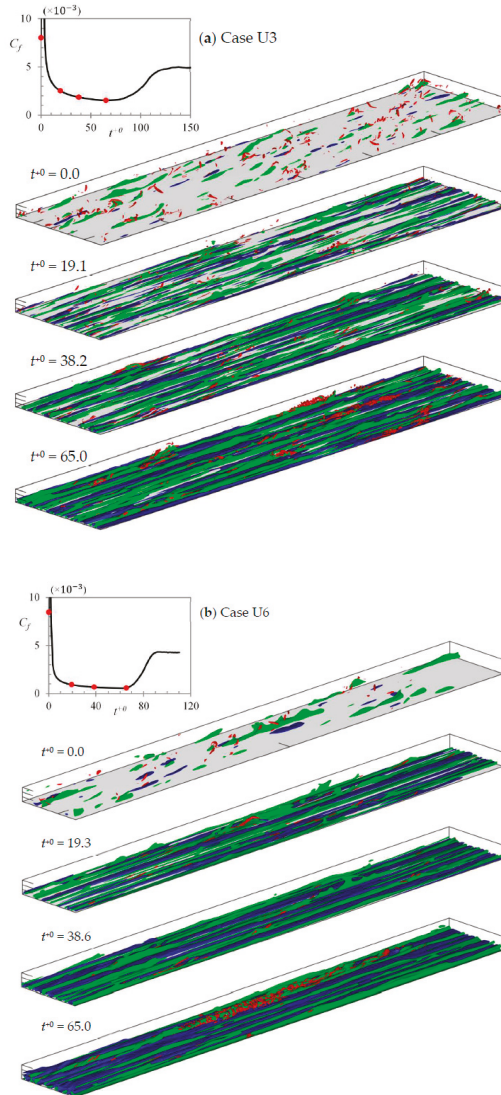 (×10⁻³)
10
(a) Case U3
C_f
5
0
0 50 100 150
t⁺⁰
t⁺⁰ = 0.0
t⁺⁰ = 19.1
t⁺⁰ = 38.2
t⁺⁰ = 65.0
(×10⁻³)
10
(b) Case U6
C_f
5
0
0 40 80 120
t⁺⁰
t⁺⁰ = 0.0
t⁺⁰ = 19.3
t⁺⁰ = 38.6
t⁺⁰ = 65.0